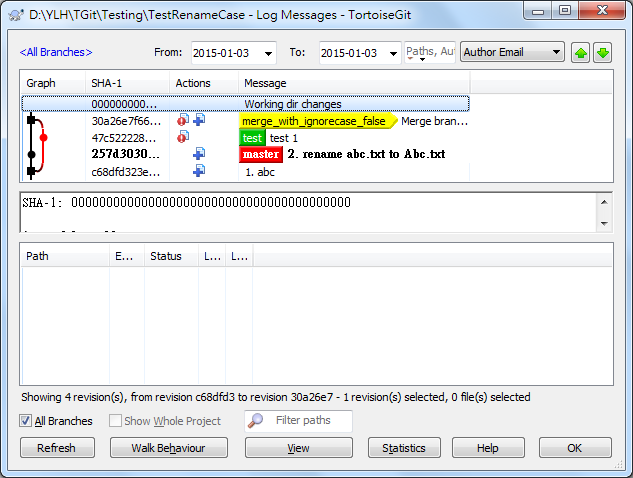 D:\YLH\TGit\Testing\TestRenameCase - Log Messages - TortoiseGit
<All Branches> From: 2015-01-03 To: 2015-01-03 Paths, Aut Author Email
Graph SHA-1 Actions Message
000000000... Working dir changes
30a26e7f66... merge_with_ignorecase_false Merge bran...
47c522228... test test 1
257d3030... master 2. rename abc.txt to Abc.txt
c68dfd323e... 1. abc
SHA-1: 0000000000000000000000000000000000000000
Path E... Status L... L...
Showing 4 revision(s), from revision c68dfd3 to revision 30a26e7 - 1 revision(s) selected, 0 file(s) selected
All Branches Show Whole Project Filter paths
Refresh Walk Behaviour View Statistics Help OK